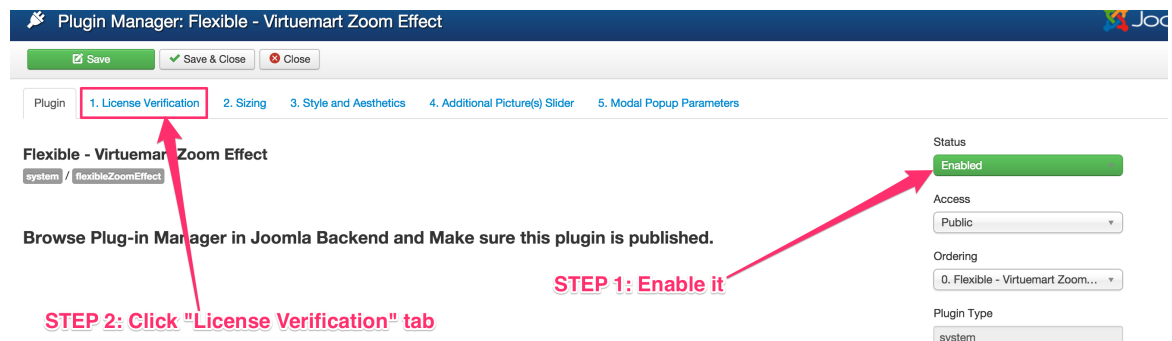 Plugin Manager: Flexible - Virtuemart Zoom Effect
Save
Save & Close
Close
Plugin
1. License Verification
2. Sizing
3. Style and Aesthetics
4. Additional Picture(s) Slider
5. Modal Popup Parameters
Flexible - Virtuemart Zoom Effect
system / flexibleZoomEffect
Browse Plug-in Manager in Joomla Backend and Make sure this plugin is published.
Status
Enabled
Access
Public
Ordering
0. Flexible - Virtuemart Zoom...
Plugin Type
system
STEP 1: Enable it
STEP 2: Click "License Verification" tab